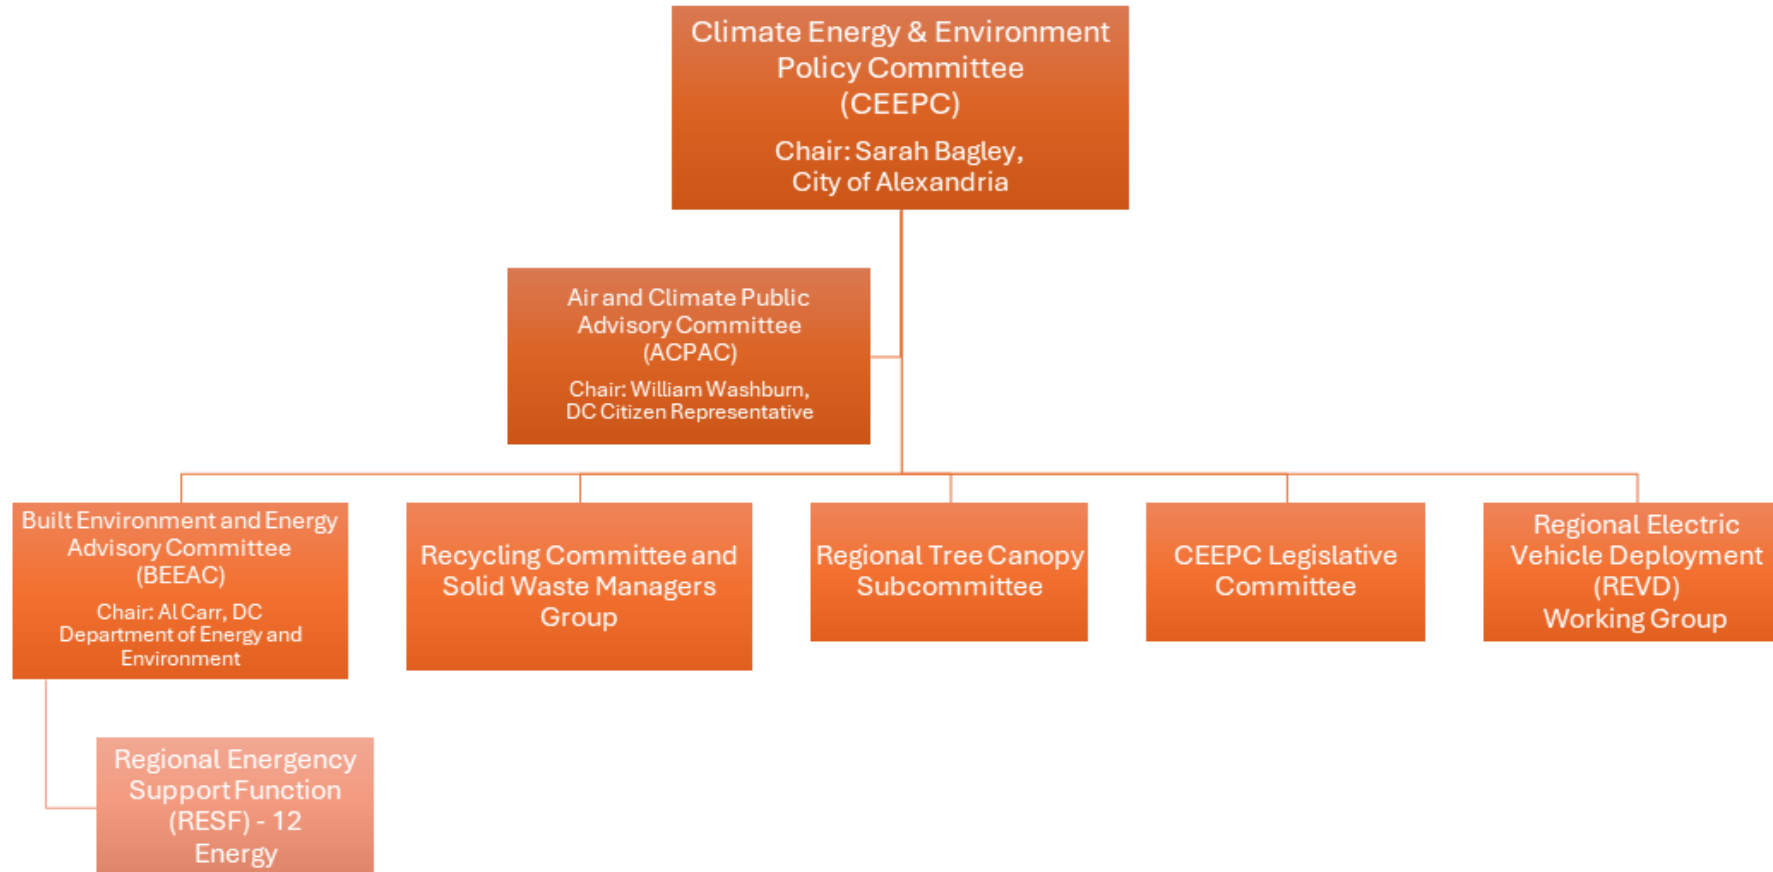 Climate Energy & Environment
Policy Committee
(CEEPC)
Chair: Sarah Bagley,
City of Alexandria
Air and Climate Public
Advisory Committee
(ACPAC)
Chair: William Washburn,
DC Citizen Representative
Built Environment and Energy
Advisory Committee
(BEEAC)
Chair: Al Carr, DC
Department of Energy and
Environment
Recycling Committee and
Solid Waste Managers
Group
Regional Tree Canopy
Subcommittee
CEEPC Legislative
Committee
Regional Electric
Vehicle Deployment
(REVD)
Working Group
Regional Energency
Support Function
(RESF) - 12
Energy